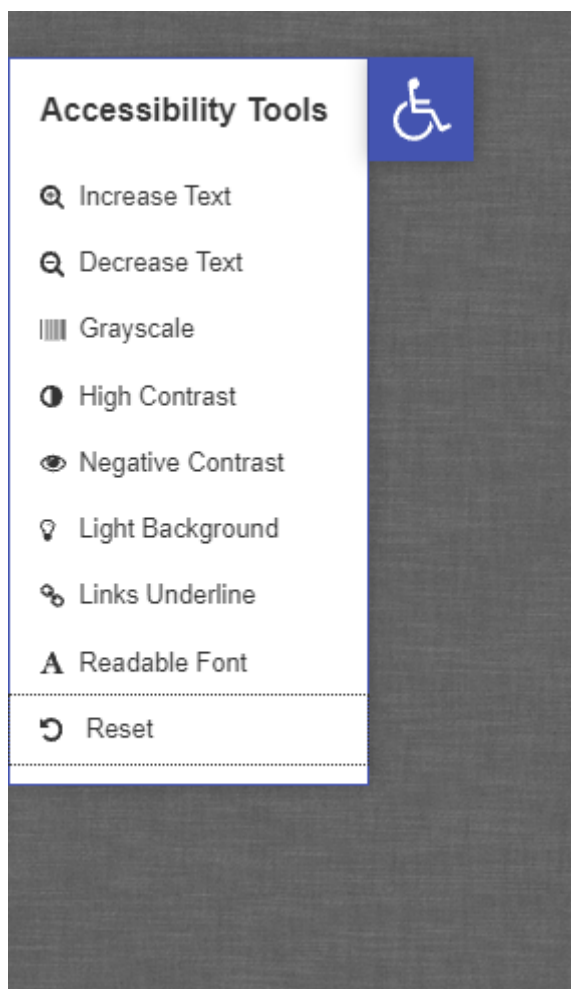 Accessibility Tools
Increase Text
Decrease Text
Grayscale
High Contrast
Negative Contrast
Light Background
Links Underline
Readable Font
Reset